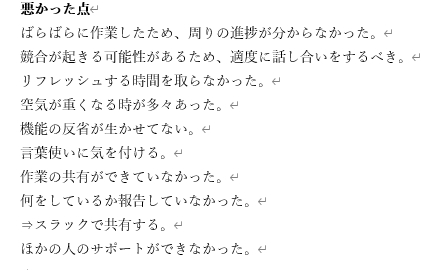 悪かった点
ばらばらに作業したため、周りの進捗が分からなかった。
競合が起きる可能性があるため、適度に話し合いをするべき。
リフレッシュする時間を取らなかった。
空気が重くなる時が多々あった。
機能の反省が生かせてない。
言葉使いに気を付ける。
作業の共有ができていなかった。
何をしているか報告していなかった。
⇒スラックで共有する。
ほかの人のサポートができなかった。